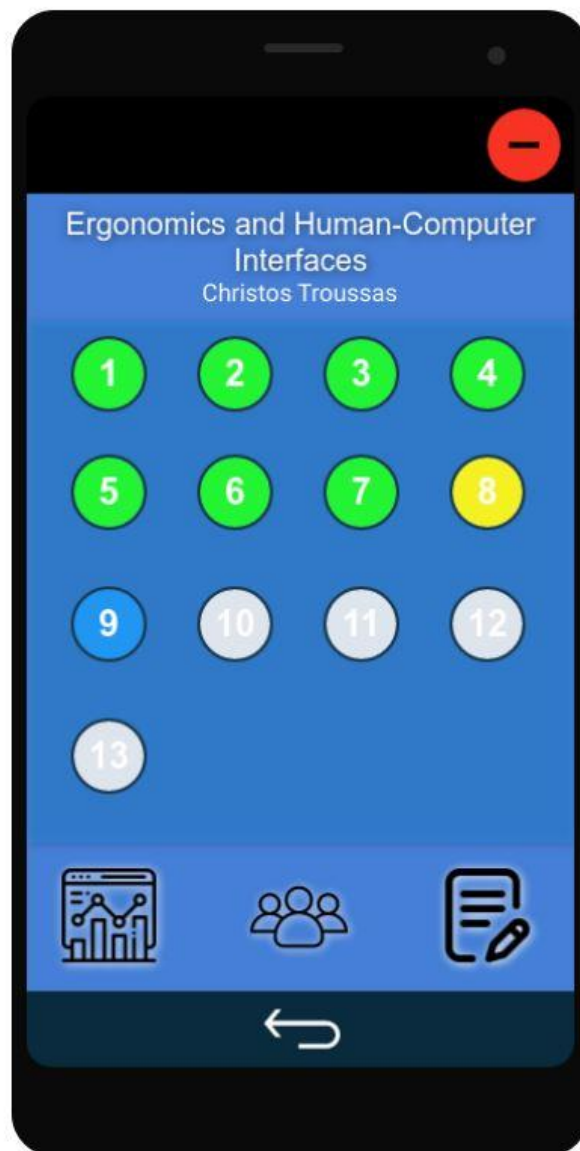 Ergonomics and Human-Computer
Interfaces
Christos Troussas
1 2 3 4
5 6 7 8
9 10 11 12
13